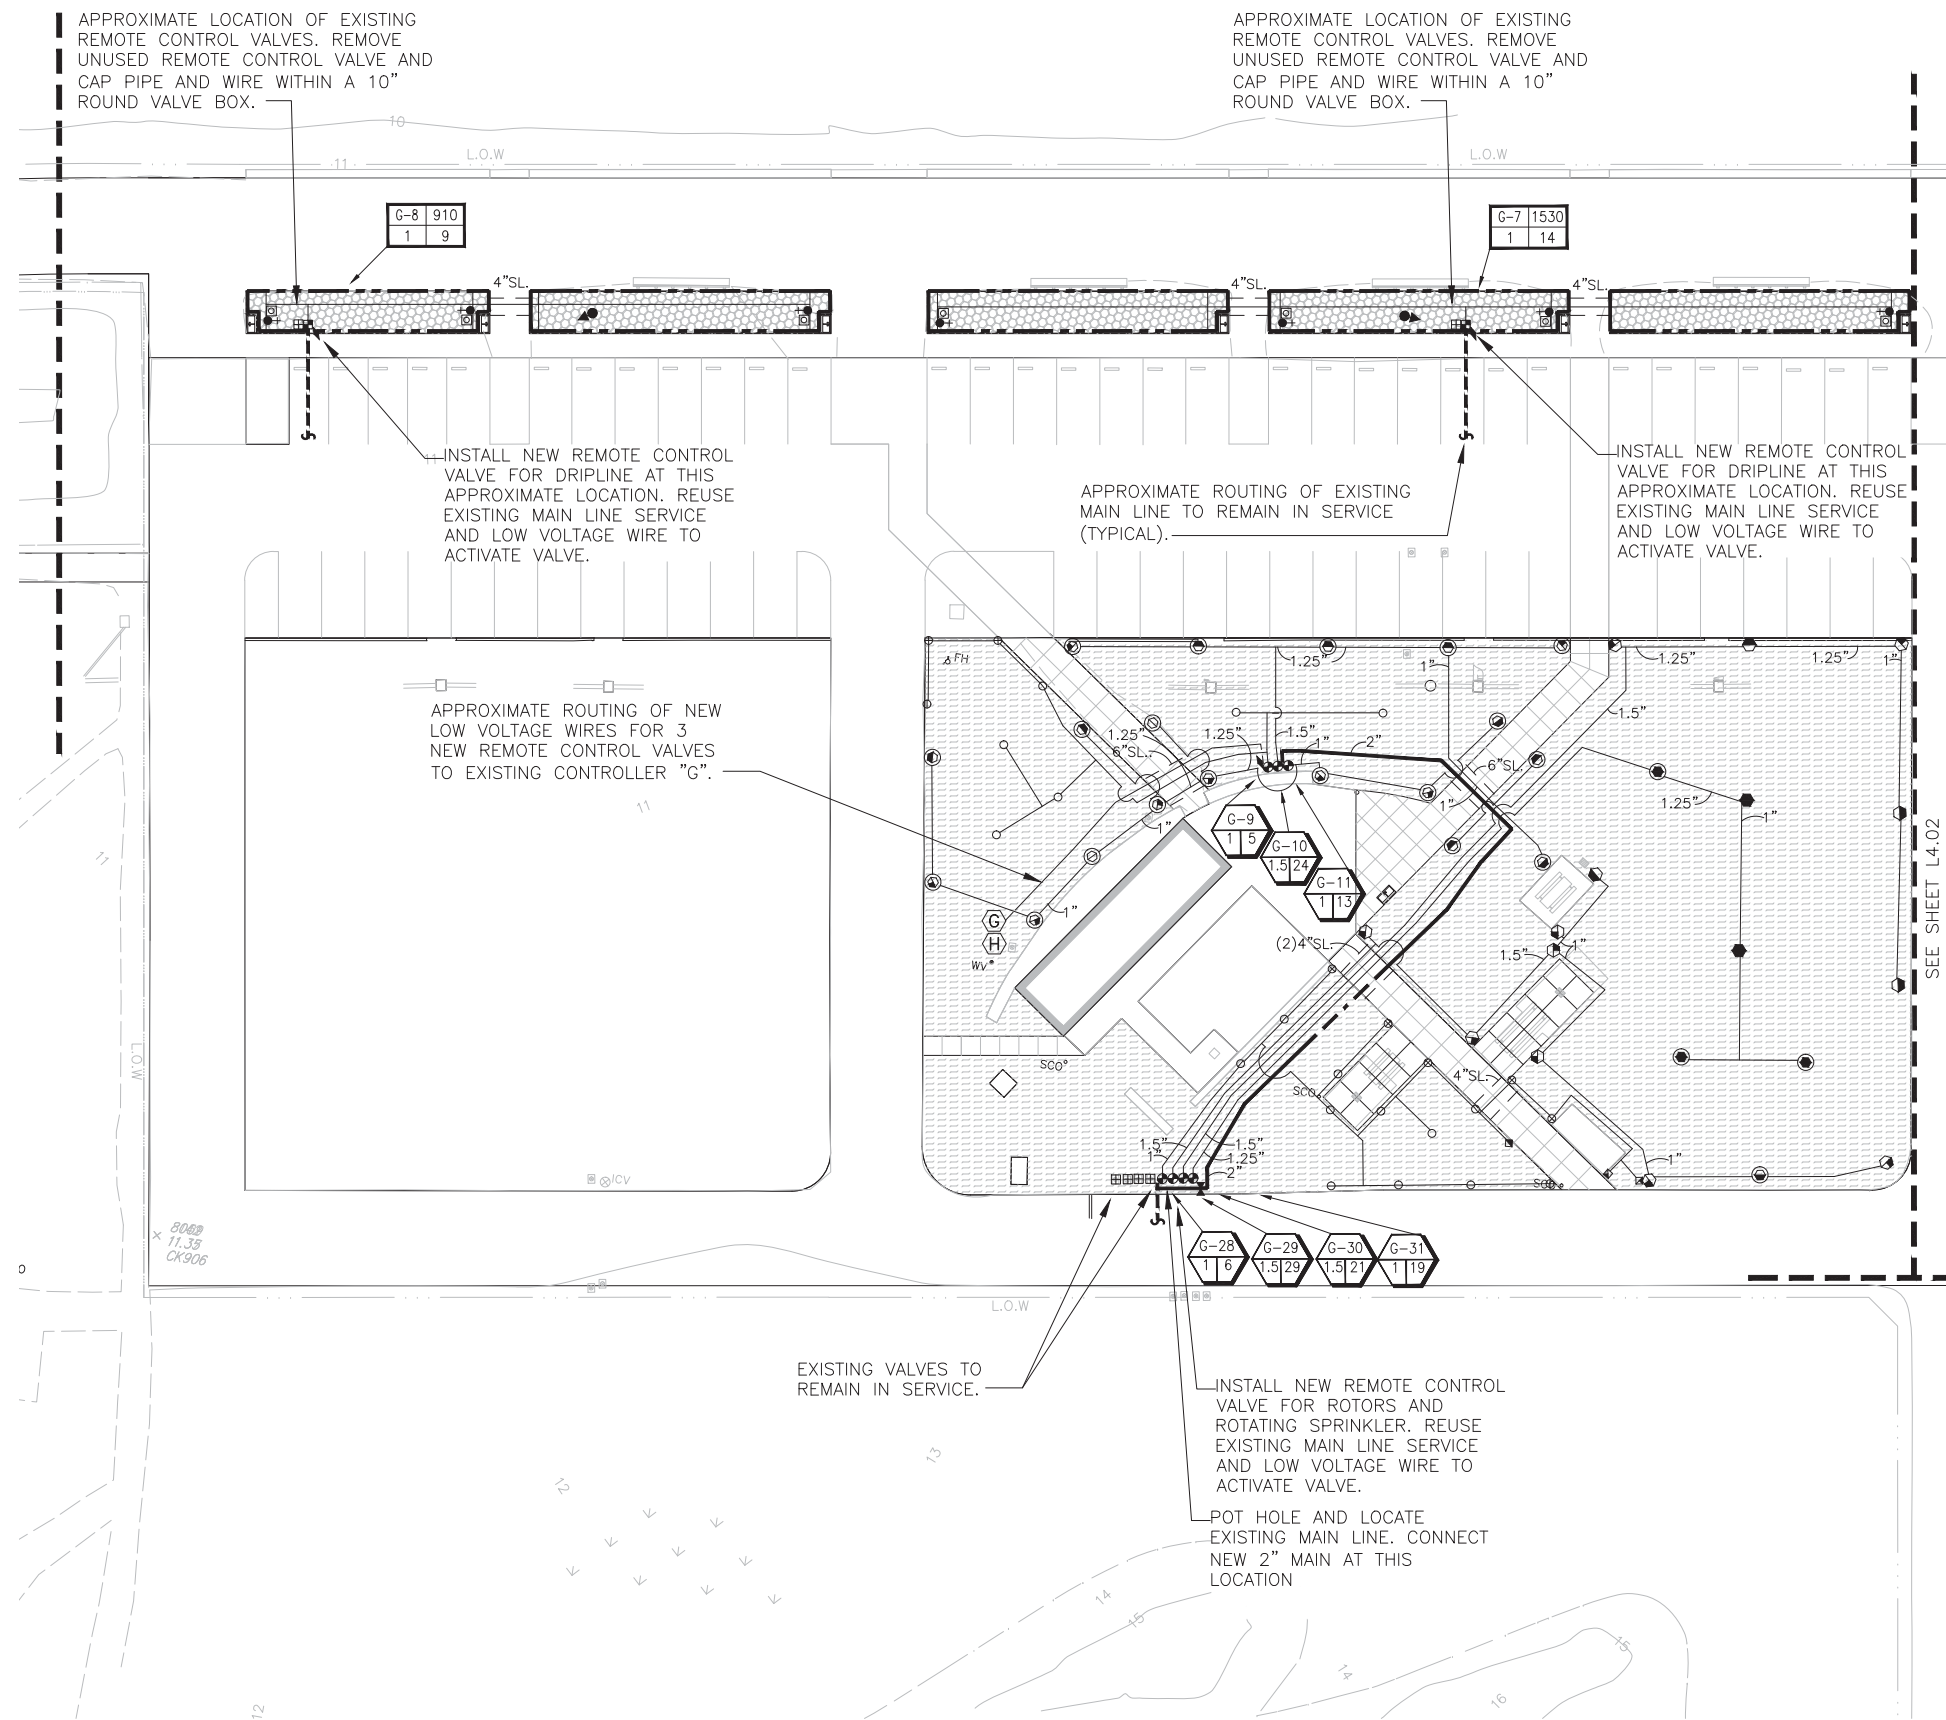 APPROXIMATE LOCATION OF EXISTING
REMOTE CONTROL VALVES. REMOVE
UNUSED REMOTE CONTROL VALVE AND
CAP PIPE AND WIRE WITHIN A 10"
ROUND VALVE BOX.
APPROXIMATE LOCATION OF EXISTING
REMOTE CONTROL VALVES. REMOVE
UNUSED REMOTE CONTROL VALVE AND
CAP PIPE AND WIRE WITHIN A 10"
ROUND VALVE BOX.
10
11
L.O.W
L.O.W
G-8 910
1 9
G-7 1530
1 14
4"SL.
4"SL.
4"SL.
11
INSTALL NEW REMOTE CONTROL
VALVE FOR DRIPLINE AT THIS
APPROXIMATE LOCATION. REUSE
EXISTING MAIN LINE SERVICE
AND LOW VOLTAGE WIRE TO
ACTIVATE VALVE.
APPROXIMATE ROUTING OF EXISTING
MAIN LINE TO REMAIN IN SERVICE
(TYPICAL).
INSTALL NEW REMOTE CONTROL
VALVE FOR DRIPLINE AT THIS
APPROXIMATE LOCATION. REUSE
EXISTING MAIN LINE SERVICE
AND LOW VOLTAGE WIRE TO
ACTIVATE VALVE.
FH
1.25"
1"
1.25"
1.25"
1"
APPROXIMATE ROUTING OF NEW
LOW VOLTAGE WIRES FOR 3
NEW REMOTE CONTROL VALVES
TO EXISTING CONTROLLER "G".
1.5"
1.25"
6"SL.
1.25"
1.5"
1"
2"
6"SL.
1"
1.25"
1"
1"
11
11
G-9
1 5
G-10
1.5 24
G-11
1 13
SEE SHEET L4.02
1"
G
H
WV
(2)4"SL.
1.5"
1"
L.O.W
SCO
SCO
4"SL.
1.5"
1"
1.5"
1.25"
2"
1"
SCO
ICV
11.35
CK906
G-28
1 6
G-29
1.5 29
G-30
1.5 21
G-31
1 19
L.O.W
EXISTING VALVES TO
REMAIN IN SERVICE.
INSTALL NEW REMOTE CONTROL
VALVE FOR ROTORS AND
ROTATING SPRINKLER. REUSE
EXISTING MAIN LINE SERVICE
AND LOW VOLTAGE WIRE TO
ACTIVATE VALVE.
POT HOLE AND LOCATE
EXISTING MAIN LINE. CONNECT
NEW 2" MAIN AT THIS
LOCATION
13
12
14
15
15
14
16
12